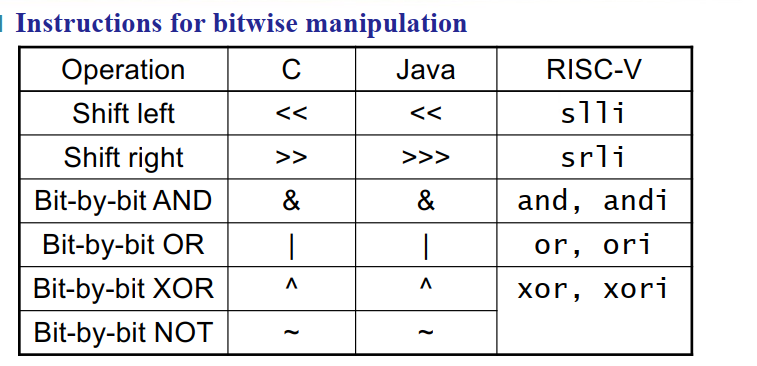 Instructions for bitwise manipulation
Operation C Java RISC-V
Shift left << << slli
Shift right >> >>> srli
Bit-by-bit AND & & and, andi
Bit-by-bit OR | | or, ori
Bit-by-bit XOR ^ ^ xor, xori
Bit-by-bit NOT ~ ~